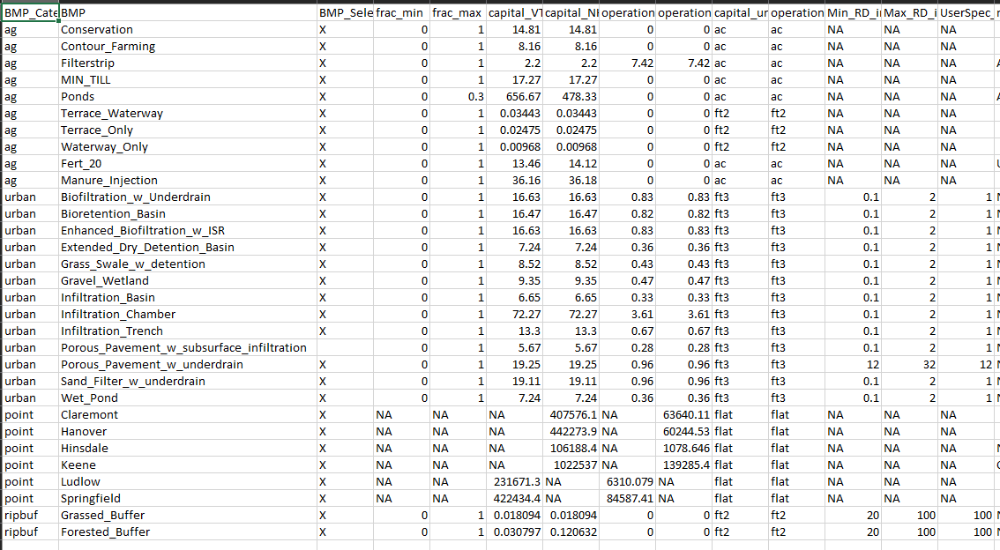 BMP_Cate BMP BMP_Sele frac_min frac_max capital_VT capital_NH operation operation capital_ur operation Min_RD_i Max_RD_i UserSpec_
ag Conservation X 0 1 14.81 14.81 0 0 ac ac NA NA NA
ag Contour_Farming X 0 1 8.16 8.16 0 0 ac ac NA NA NA
ag Filterstrip X 0 1 2.2 2.2 7.42 7.42 ac ac NA NA NA
ag MIN_TILL X 0 1 17.27 17.27 0 0 ac ac NA NA NA
ag Ponds X 0 0.3 656.67 478.33 0 0 ac ac NA NA NA
ag Terrace_Waterway X 0 1 0.03443 0.03443 0 0 ft2 ft2 NA NA NA
ag Terrace_Only X 0 1 0.02475 0.02475 0 0 ft2 ft2 NA NA NA
ag Waterway_Only X 0 1 0.00968 0.00968 0 0 ft2 ft2 NA NA NA
ag Fert_20 X 0 1 13.46 14.12 0 0 ac ac NA NA NA
ag Manure_Injection X 0 1 36.16 36.18 0 0 ac ac NA NA NA
urban Biofiltration_w_Underdrain X 0 1 16.63 16.63 0.83 0.83 ft3 ft3 0.1 2 1
urban Bioretention_Basin X 0 1 16.47 16.47 0.82 0.82 ft3 ft3 0.1 2 1
urban Enhanced_Biofiltration_w_ISR X 0 1 16.63 16.63 0.83 0.83 ft3 ft3 0.1 2 1
urban Extended_Dry_Detention_Basin X 0 1 7.24 7.24 0.36 0.36 ft3 ft3 0.1 2 1
urban Grass_Swale_w_detention X 0 1 8.52 8.52 0.43 0.43 ft3 ft3 0.1 2 1
urban Gravel_Wetland X 0 1 9.35 9.35 0.47 0.47 ft3 ft3 0.1 2 1
urban Infiltration_Basin X 0 1 6.65 6.65 0.33 0.33 ft3 ft3 0.1 2 1
urban Infiltration_Chamber X 0 1 72.27 72.27 3.61 3.61 ft3 ft3 0.1 2 1
urban Infiltration_Trench X 0 1 13.3 13.3 0.67 0.67 ft3 ft3 0.1 2 1
urban Porous_Pavement_w_subsurface_infiltration 0 1 5.67 5.67 0.28 0.28 ft3 ft3 0.1 2 1
urban Porous_Pavement_w_underdrain X 0 1 19.25 19.25 0.96 0.96 ft3 ft3 12 32 12
urban Sand_Filter_w_underdrain X 0 1 19.11 19.11 0.96 0.96 ft3 ft3 0.1 2 1
urban Wet_Pond X 0 1 7.24 7.24 0.36 0.36 ft3 ft3 0.1 2 1
point Claremont X NA NA NA 407576.1 NA 63640.11 flat flat NA NA NA
point Hanover X NA NA NA 442273.9 NA 60244.53 flat flat NA NA NA
point Hinsdale X NA NA NA 106188.4 NA 1078.646 flat flat NA NA NA
point Keene X NA NA NA 1022537 NA 139285.4 flat flat NA NA NA
point Ludlow X NA NA 231671.3 NA 6310.079 NA flat flat NA NA NA
point Springfield X NA NA 422434.4 NA 84587.41 NA flat flat NA NA NA
ripbuf Grassed_Buffer X 0 1 0.018094 0.018094 0 0 ft2 ft2 20 100 100
ripbuf Forested_Buffer X 0 1 0.030797 0.120632 0 0 ft2 ft2 20 100 100